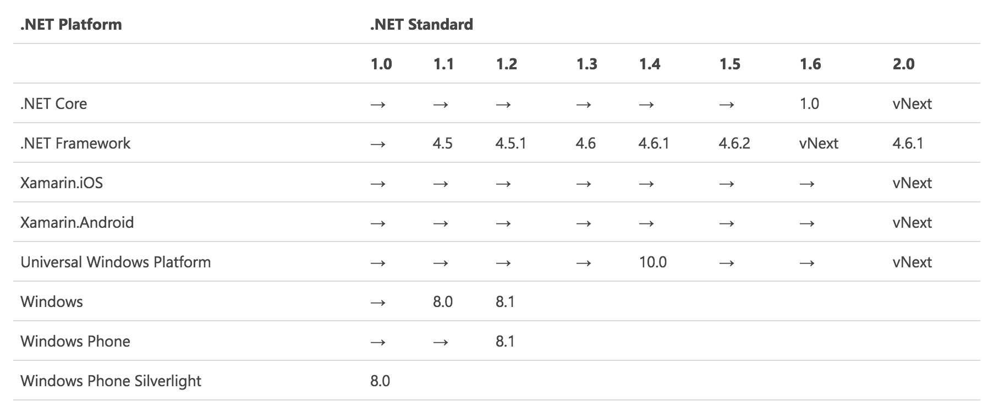 .NET Platform .NET Standard
1.0 1.1 1.2 1.3 1.4 1.5 1.6 2.0
.NET Core → → → → → → 1.0 vNext
.NET Framework → 4.5 4.5.1 4.6 4.6.1 4.6.2 vNext 4.6.1
Xamarin.iOS → → → → → → → vNext
Xamarin.Android → → → → → → → vNext
Universal Windows Platform → → → → 10.0 → → vNext
Windows → 8.0 8.1
Windows Phone → → 8.1
Windows Phone Silverlight 8.0